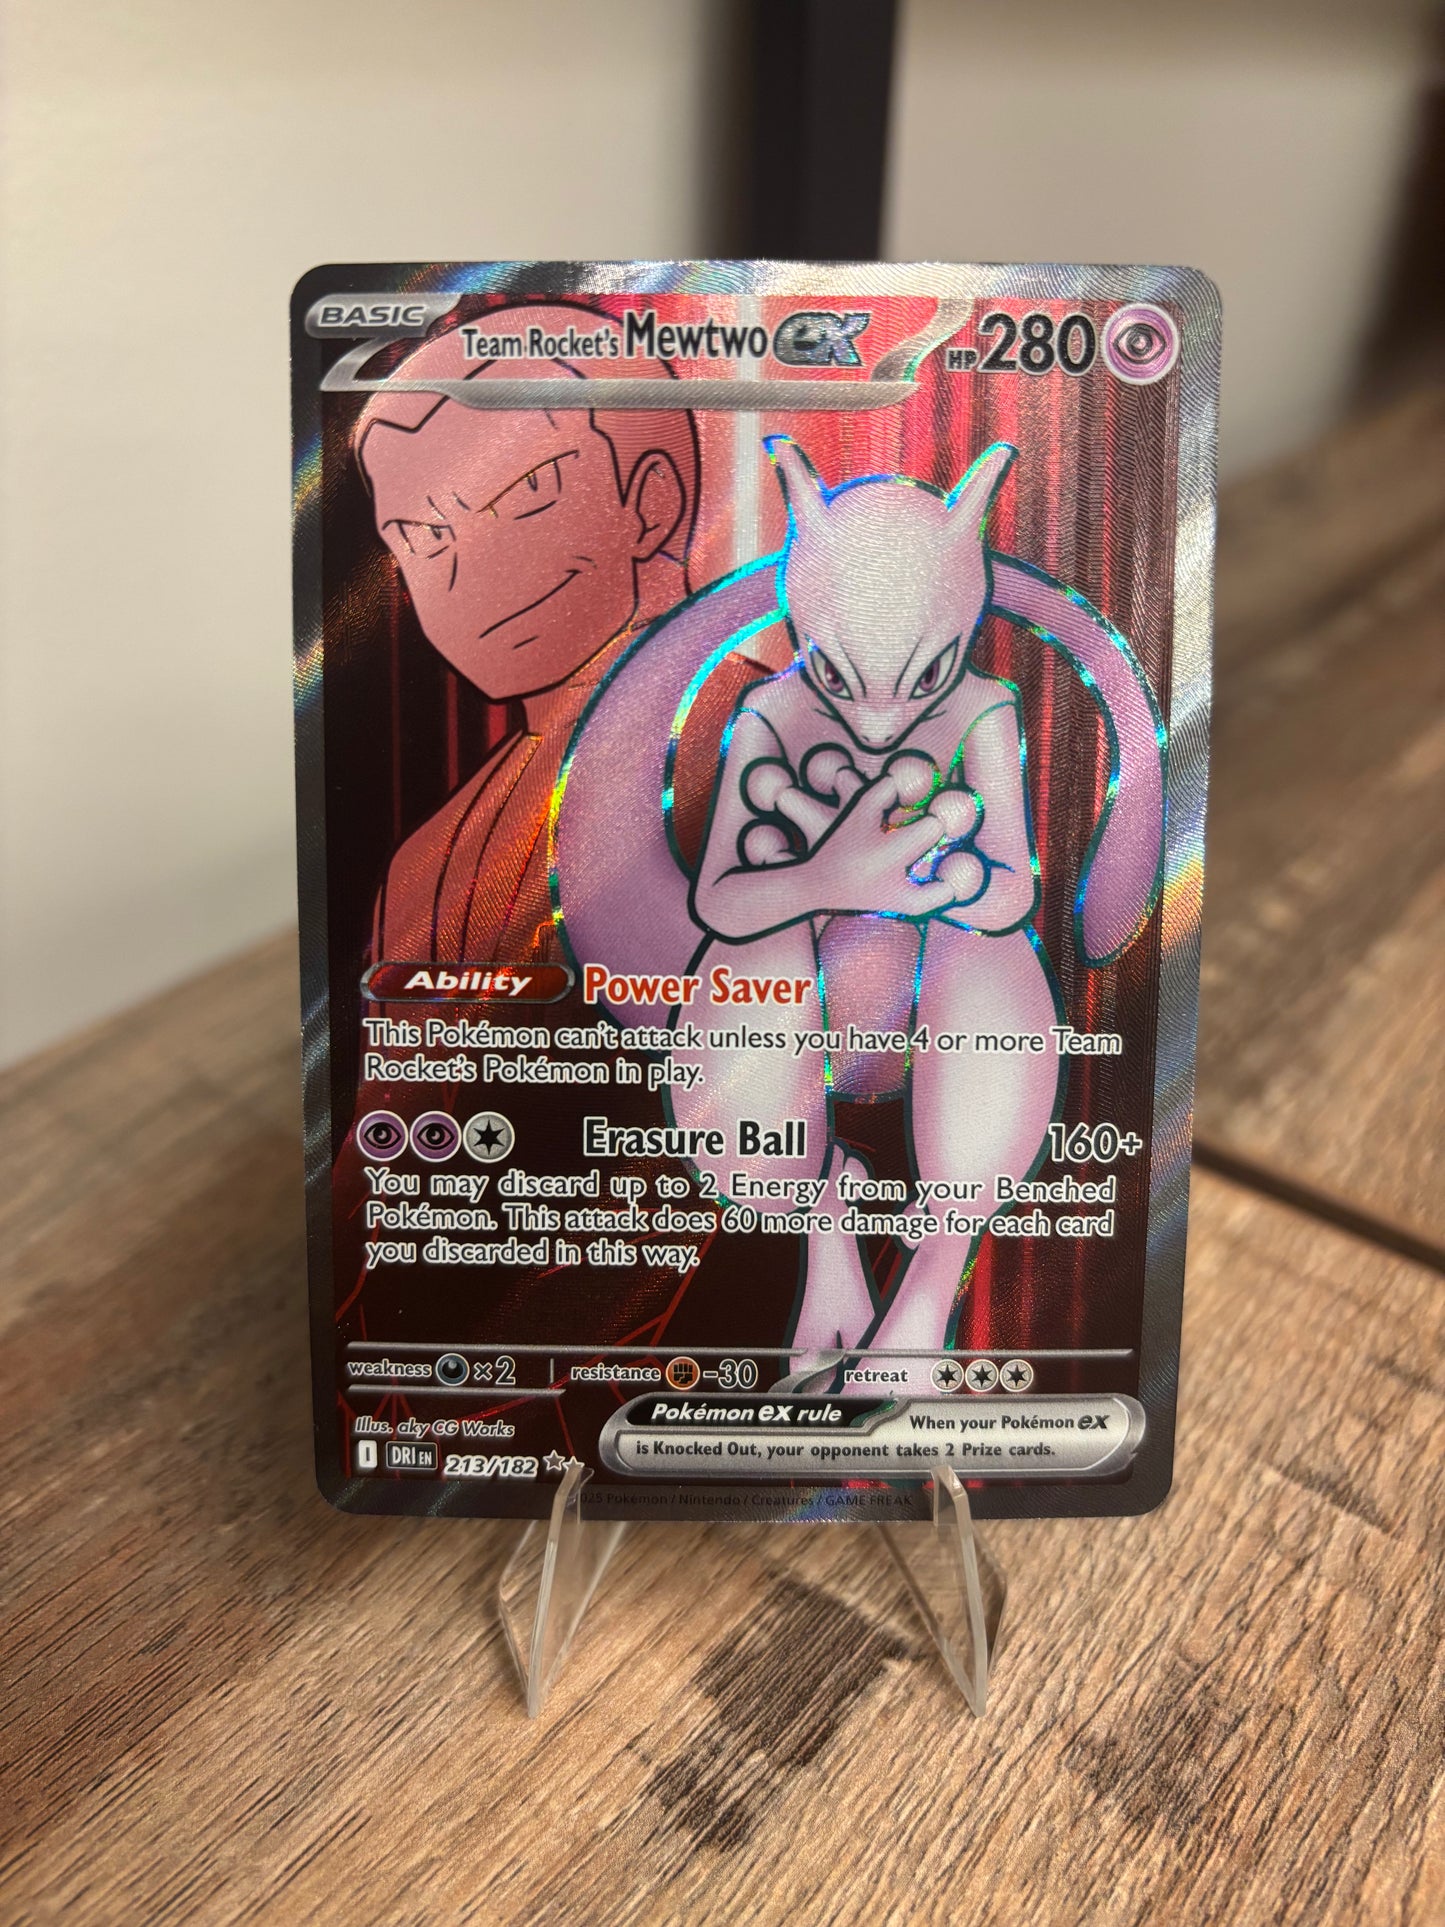 BASIC
Team Rocket's Mewtwo ex HP 280
Ability Power Saver
This Pokémon can't attack unless you have 4 or more Team
Rocket's Pokémon in play.
Erasure Ball 160+
You may discard up to 2 Energy from your Benched
Pokémon. This attack does 60 more damage for each card
you discarded in this way.
weakness ×2 resistance -30 retreat
Illus. aky CG Works
I DRI EN 213/182
Pokémon ex rule When your Pokémon ex
is Knocked Out, your opponent takes 2 Prize cards.
025 Pokémon / Nintendo / Creatures / GAME FREAK